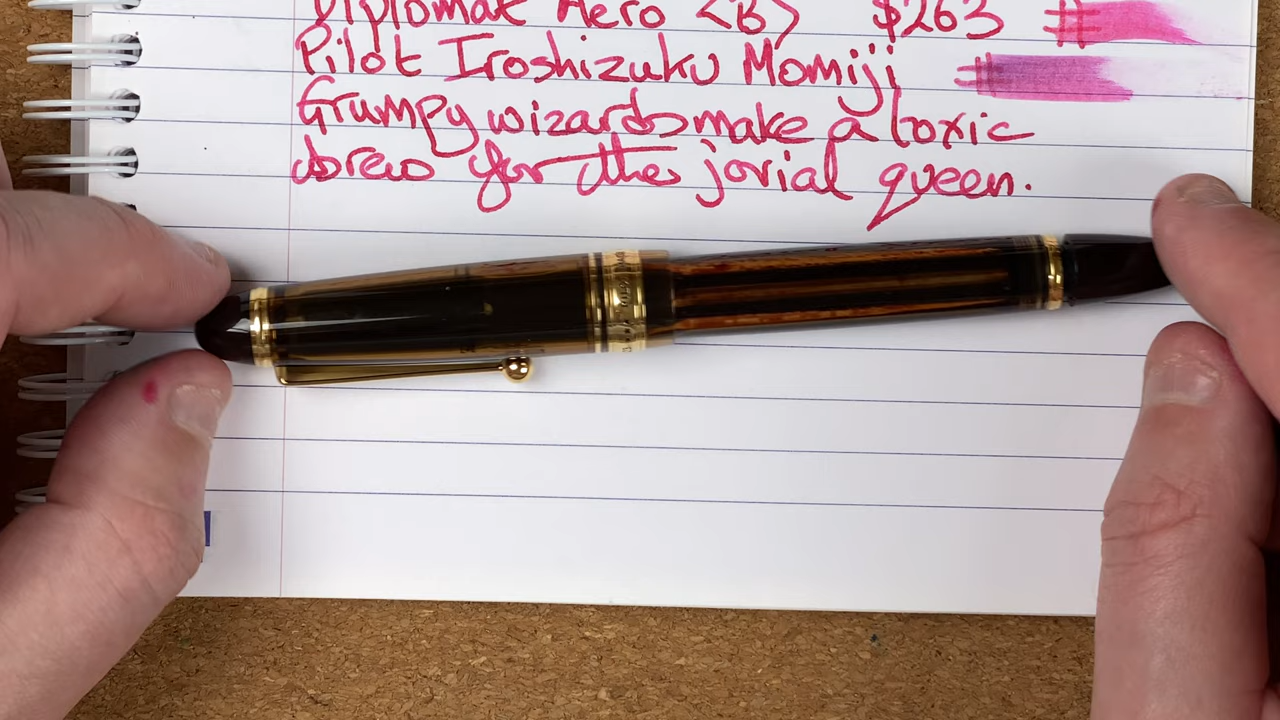 Diplomat Aero <B> $263
Pilot Iroshizuku Momiji
Grumpy wizards make a toxic
brew for the jovial queen.